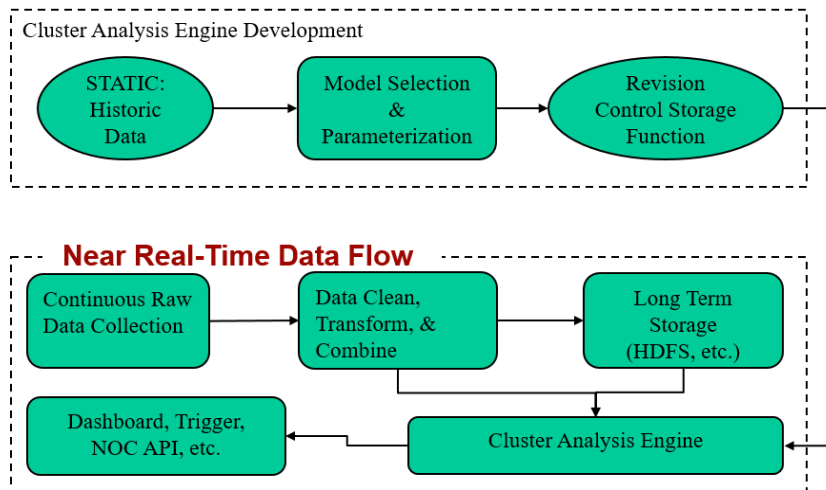 Cluster Analysis Engine Development
STATIC:
Historic
Data
Model Selection
&
Parameterization
Revision
Control Storage
Function
Near Real-Time Data Flow
Continuous Raw
Data Collection
Data Clean,
Transform, &
Combine
Long Term
Storage
(HDFS, etc.)
Dashboard, Trigger,
NOC API, etc.
Cluster Analysis Engine